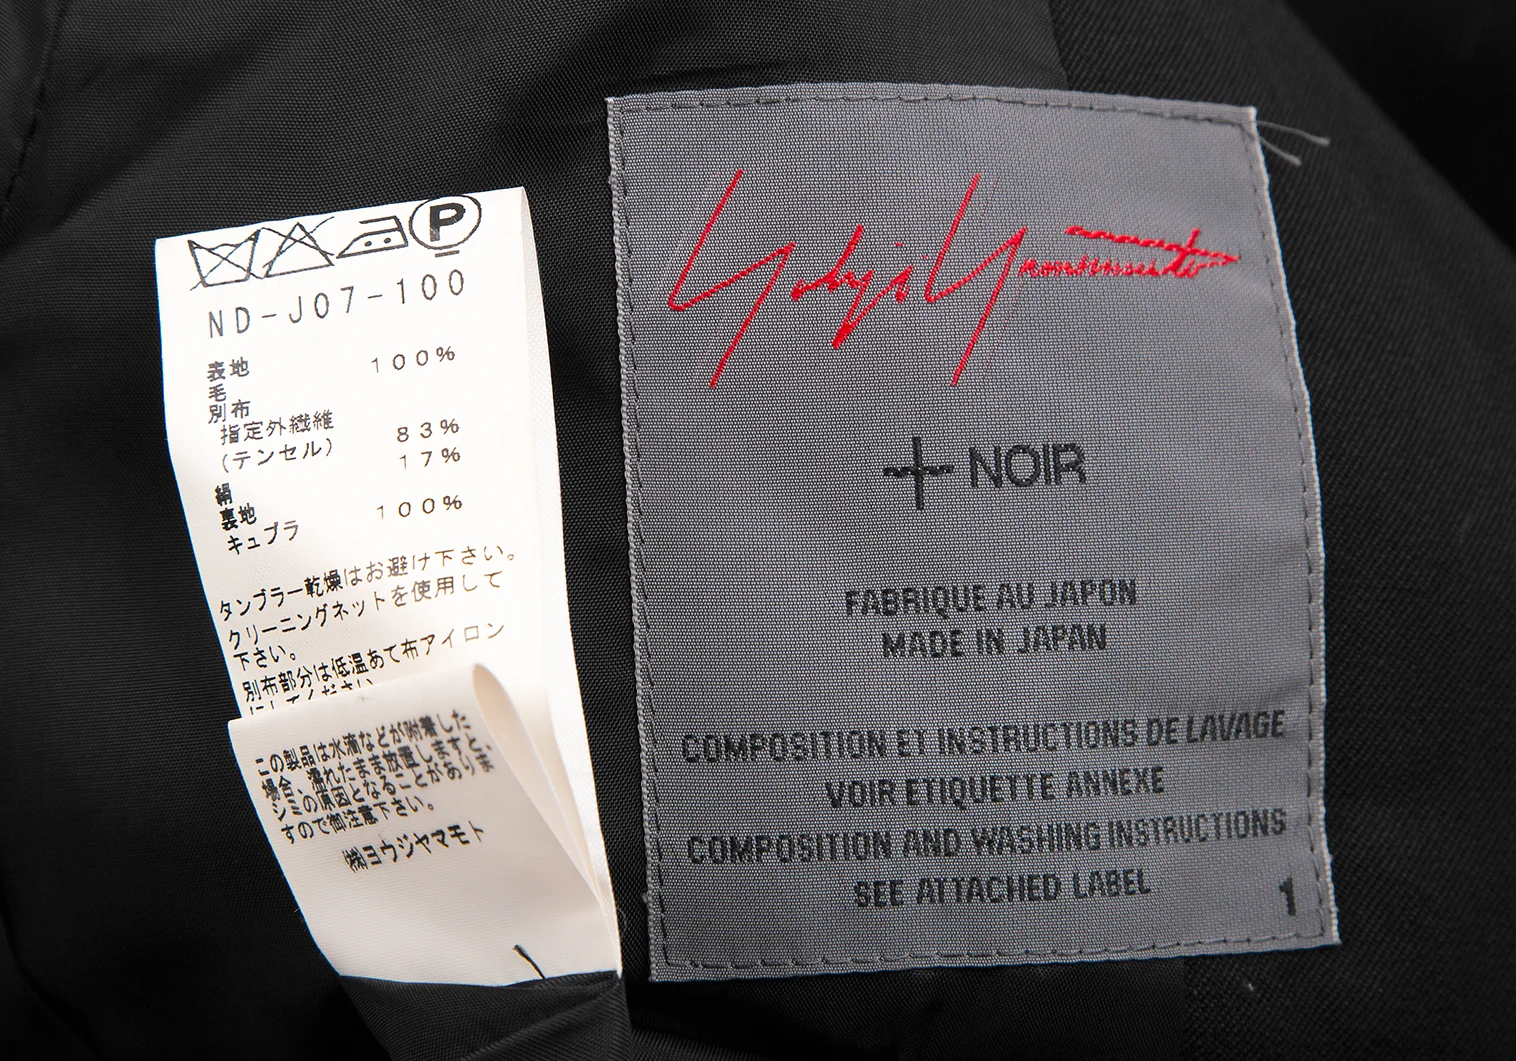 P
ND-J07-100
表地
毛 100%
別布
指定外繊維
(テンセル) 83%
絹 17%
裏地
キュプラ 100%
タンブラー乾燥はお避け下さい。
クリーニングネットを使用して
下さい。
別布部分は低温あて布アイロン
にしてください
この製品は水滴などが附着した
場合、濡れたまま放置しますと、
シミの原因となることがありま
すので御注意下さい。
㈱ヨウジヤマモト
Yohji Yamamoto
+ NOIR
FABRIQUE AU JAPON
MADE IN JAPAN
COMPOSITION ET INSTRUCTIONS DE LAVAGE
VOIR ETIQUETTE ANNEXE
COMPOSITION AND WASHING INSTRUCTIONS
SEE ATTACHED LABEL
1